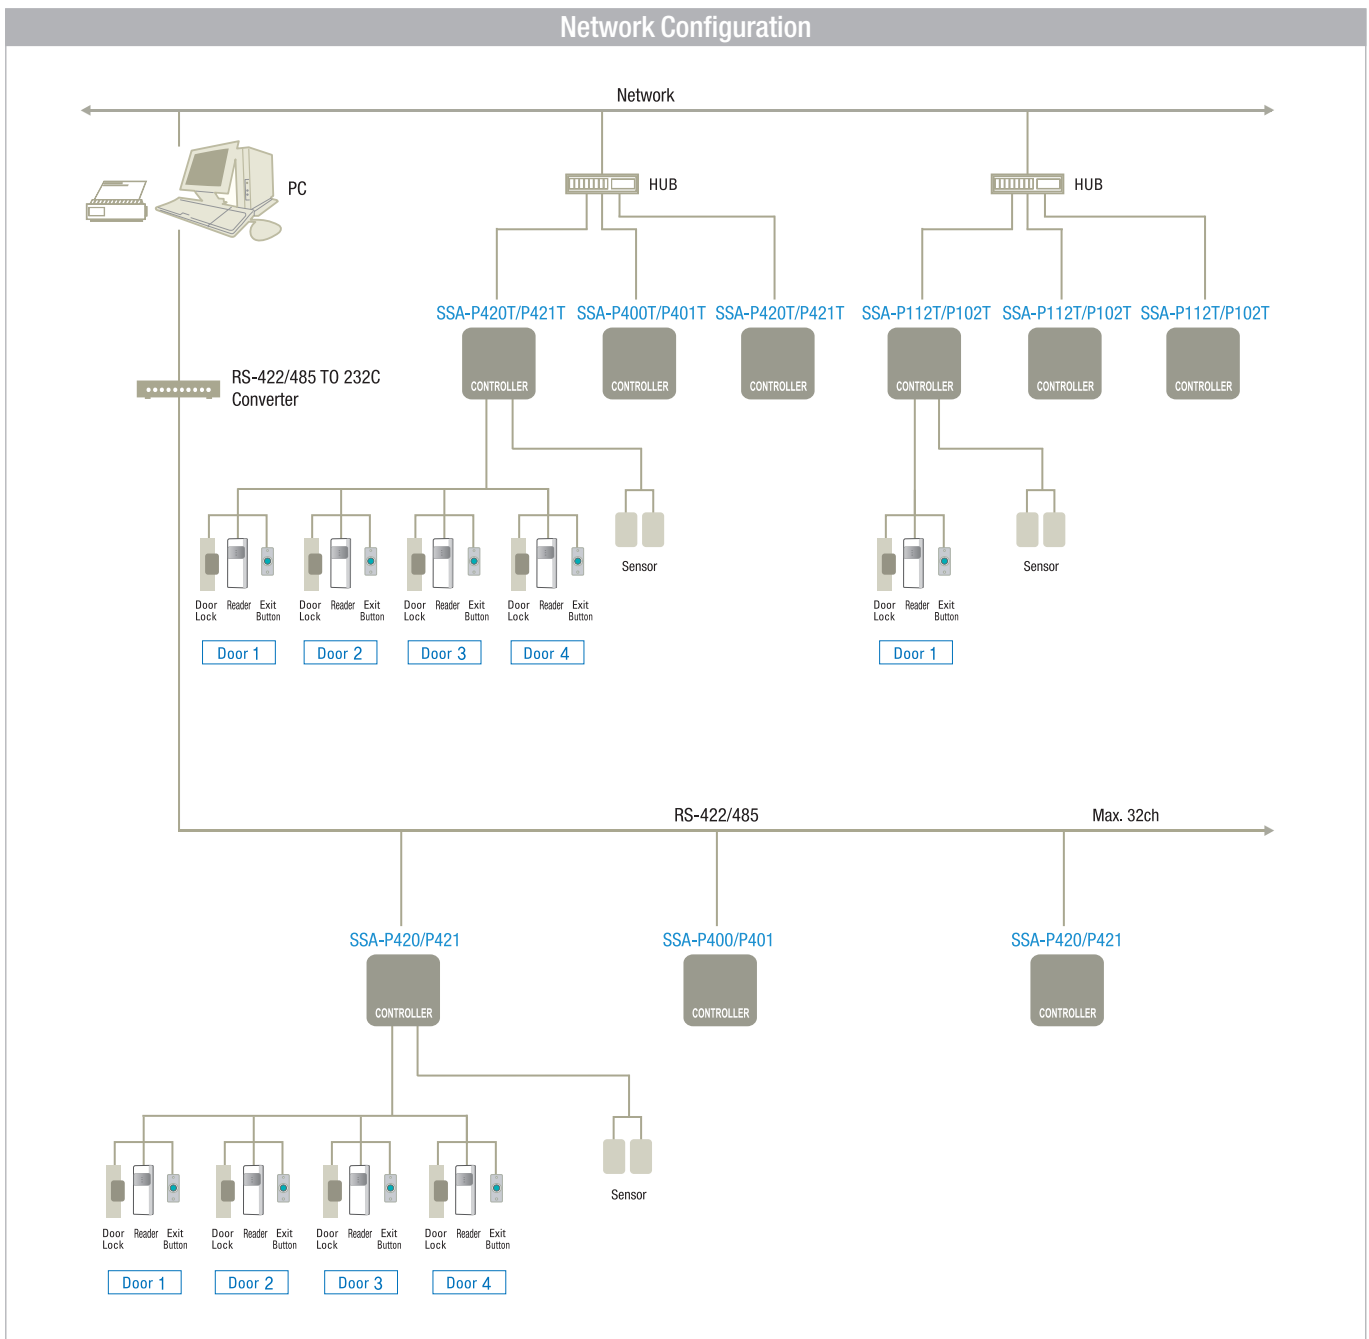 Network Configuration
Network
PC
HUB
HUB
SSA-P420T/P421T SSA-P400T/P401T SSA-P420T/P421T SSA-P112T/P102T SSA-P112T/P102T SSA-P112T/P102T
CONTROLLER CONTROLLER CONTROLLER CONTROLLER CONTROLLER CONTROLLER
RS-422/485 TO 232C
Converter
Sensor
Sensor
Door Reader Exit Door Reader Exit Door Reader Exit Door Reader Exit Door Reader Exit
Lock Button Lock Button Lock Button Lock Button Lock Button
Door 1 Door 2 Door 3 Door 4 Door 1
RS-422/485
Max. 32ch
SSA-P420/P421 SSA-P400/P401 SSA-P420/P421
CONTROLLER CONTROLLER CONTROLLER
Sensor
Door Reader Exit Door Reader Exit Door Reader Exit Door Reader Exit
Lock Button Lock Button Lock Button Lock Button
Door 1 Door 2 Door 3 Door 4